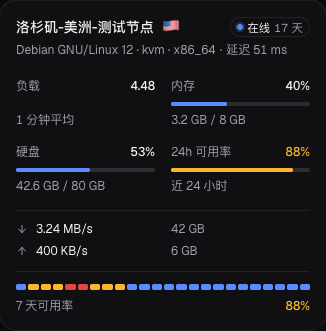 洛杉矶-美洲-测试节点 🇺🇸 在线 17 天
Debian GNU/Linux 12 · kvm · x86_64 · 延迟 51 ms
负载 4.48 内存 40%
1 分钟平均 3.2 GB / 8 GB
硬盘 53% 24h 可用率 88%
42.6 GB / 80 GB 近 24 小时
↓ 3.24 MB/s 42 GB
↑ 400 KB/s 6 GB
7 天可用率 88%